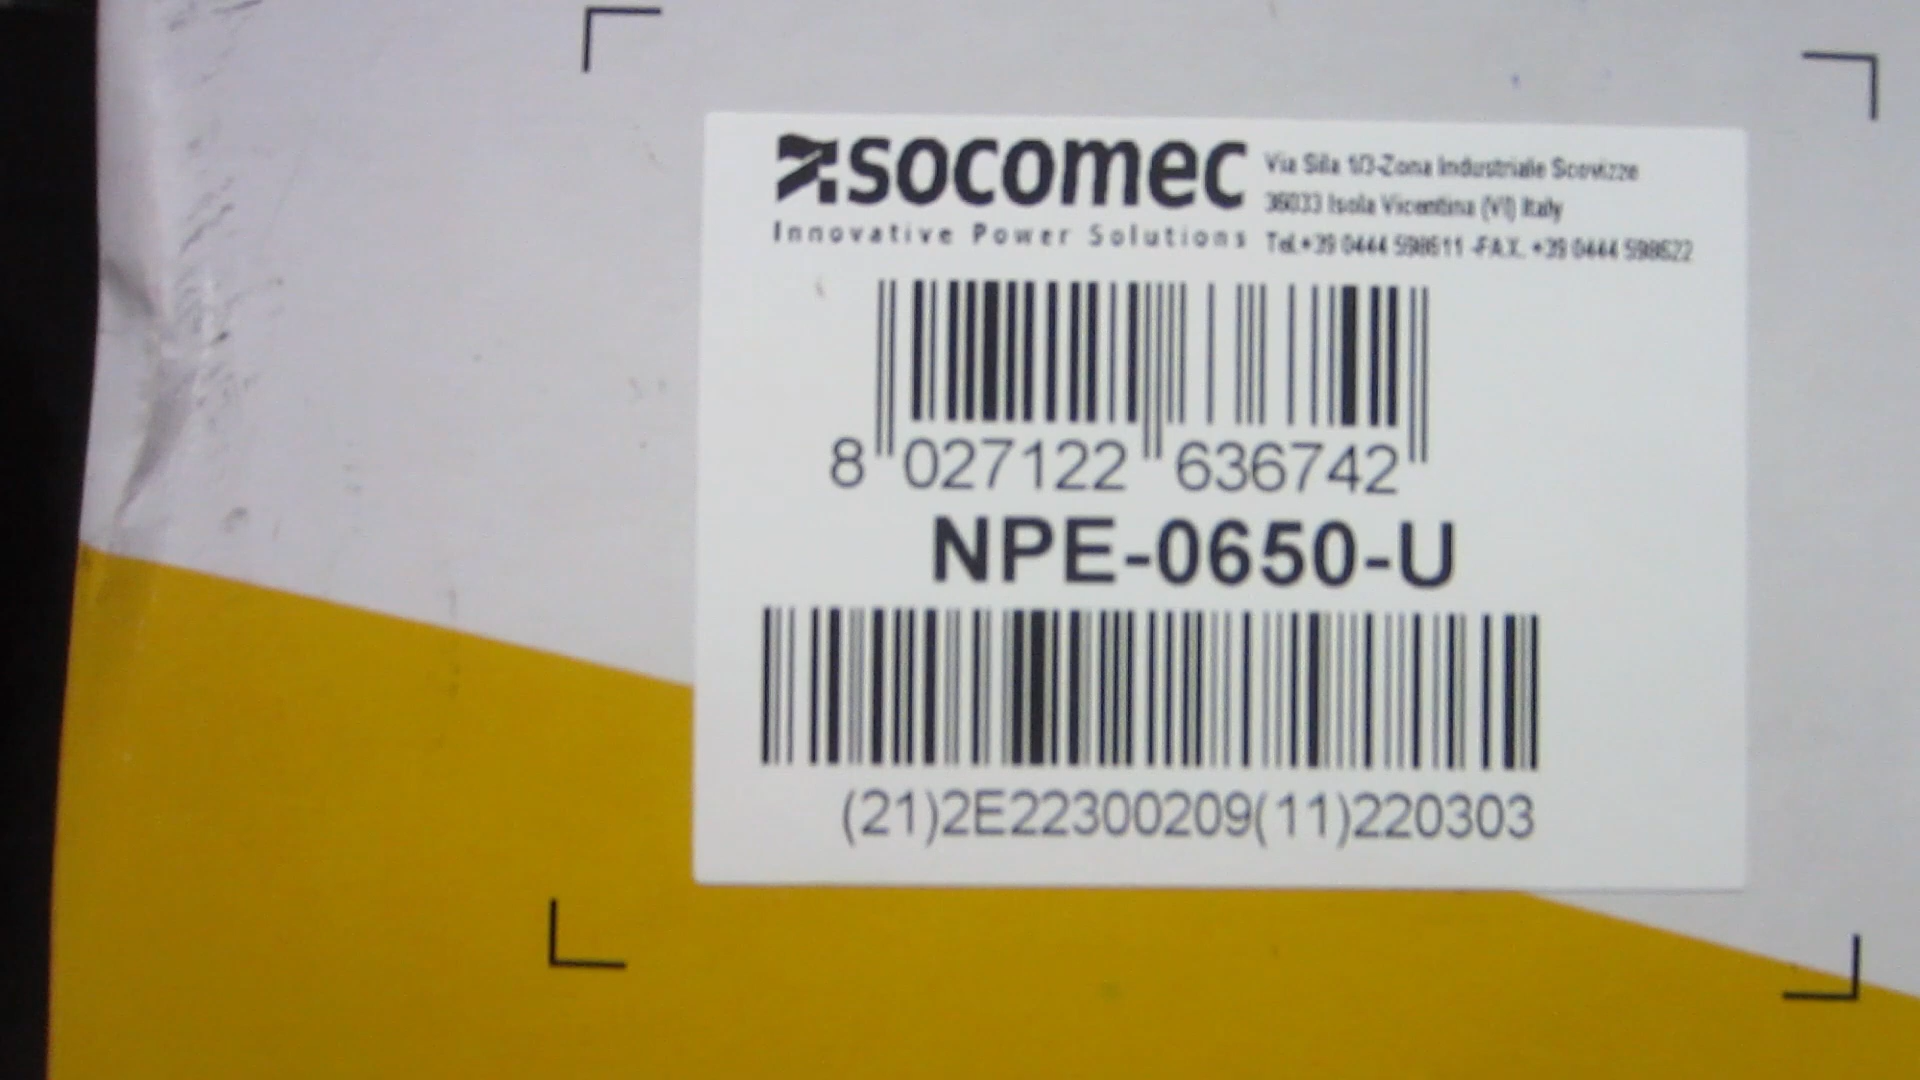 socomec
Innovative Power Solutions
Via Sila 1/3-Zona Industriale Scovizze
36033 Isola Vicentina (VI) Italy
Tel.+39 0444 598611 -FAX. +39 0444 598622
8 027122 636742
NPE-0650-U
(21)2E22300209(11)220303